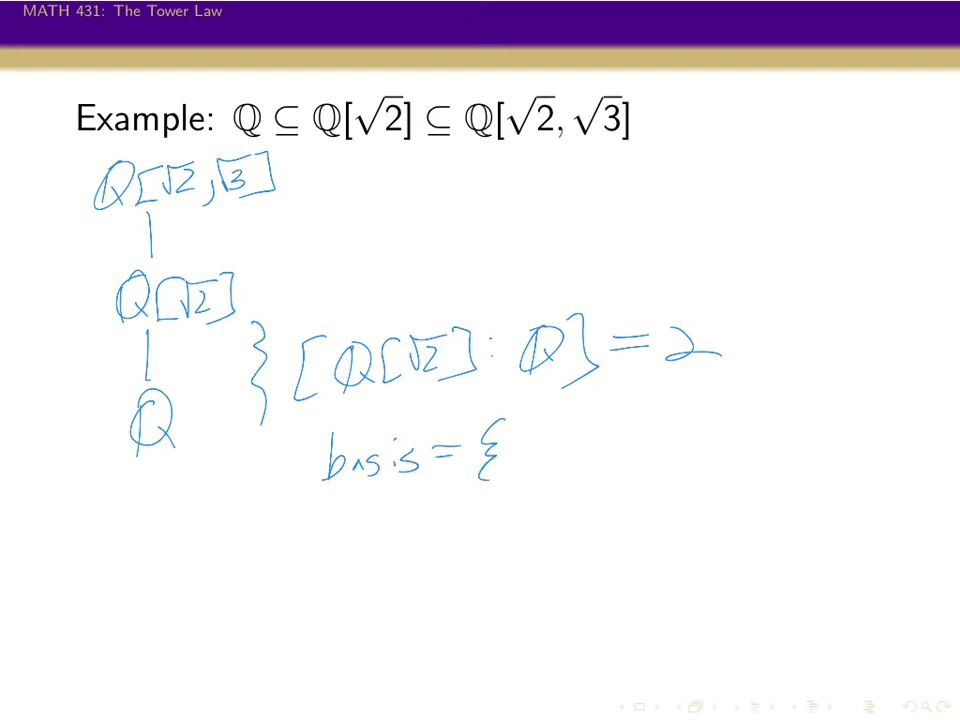 MATH 431: The Tower Law
Example: ℚ ⊆ ℚ[√2] ⊆ ℚ[√2, √3]
ℚ[√2, √3]
|
ℚ[√2]
|
ℚ
} [ℚ[√2] : ℚ] = 2
basis = {